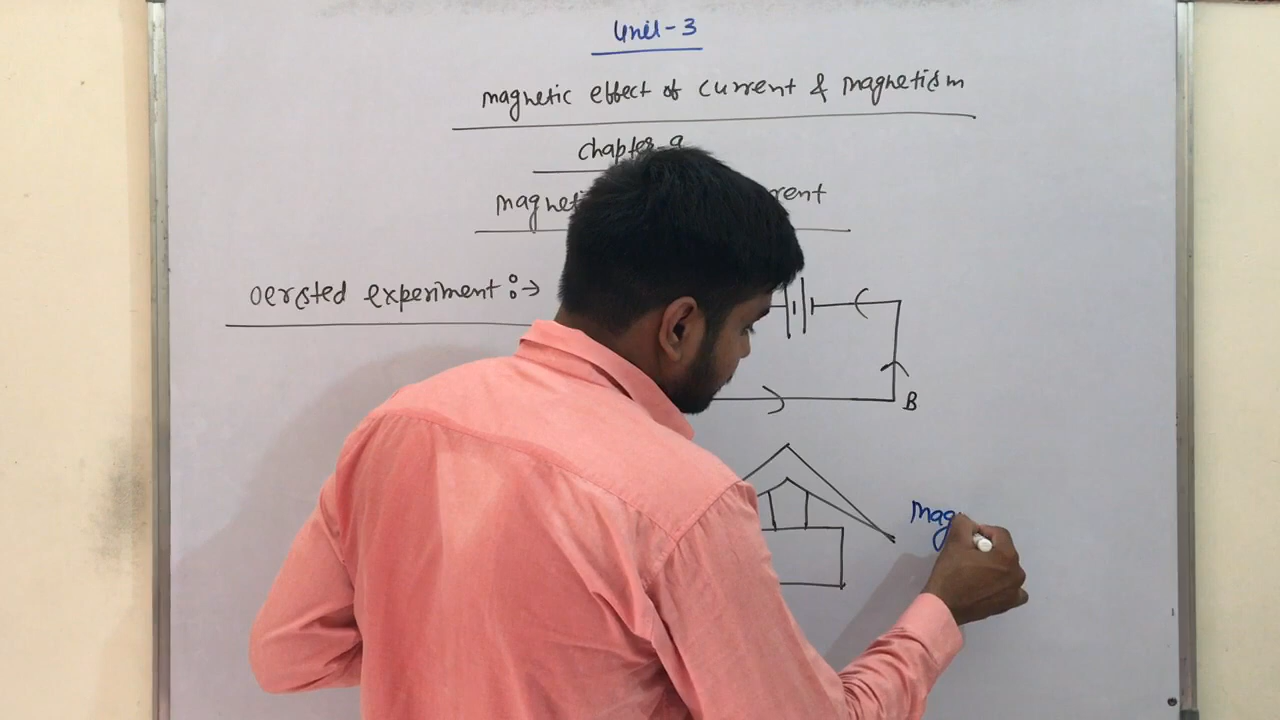 Unit-3
magnetic effect of current & magnetism
chapter-9
magnet rent
oersted experiment :→
B
mag